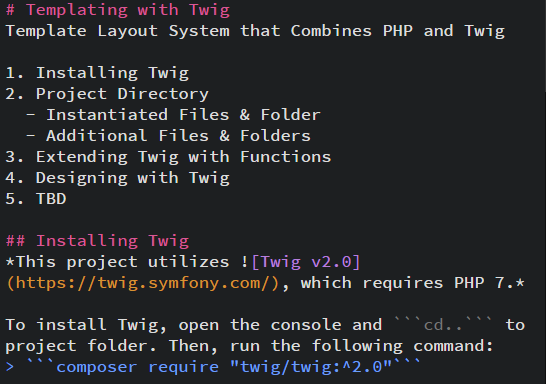 # Templating with Twig
Template Layout System that Combines PHP and Twig

1. Installing Twig
2. Project Directory
  - Instantiated Files & Folder
  - Additional Files & Folders
3. Extending Twig with Functions
4. Designing with Twig
5. TBD

## Installing Twig
*This project utilizes ![Twig v2.0]
(https://twig.symfony.com/), which requires PHP 7.*

To install Twig, open the console and ```cd..``` to
project folder. Then, run the following command:
> ```composer require "twig/twig:^2.0"```